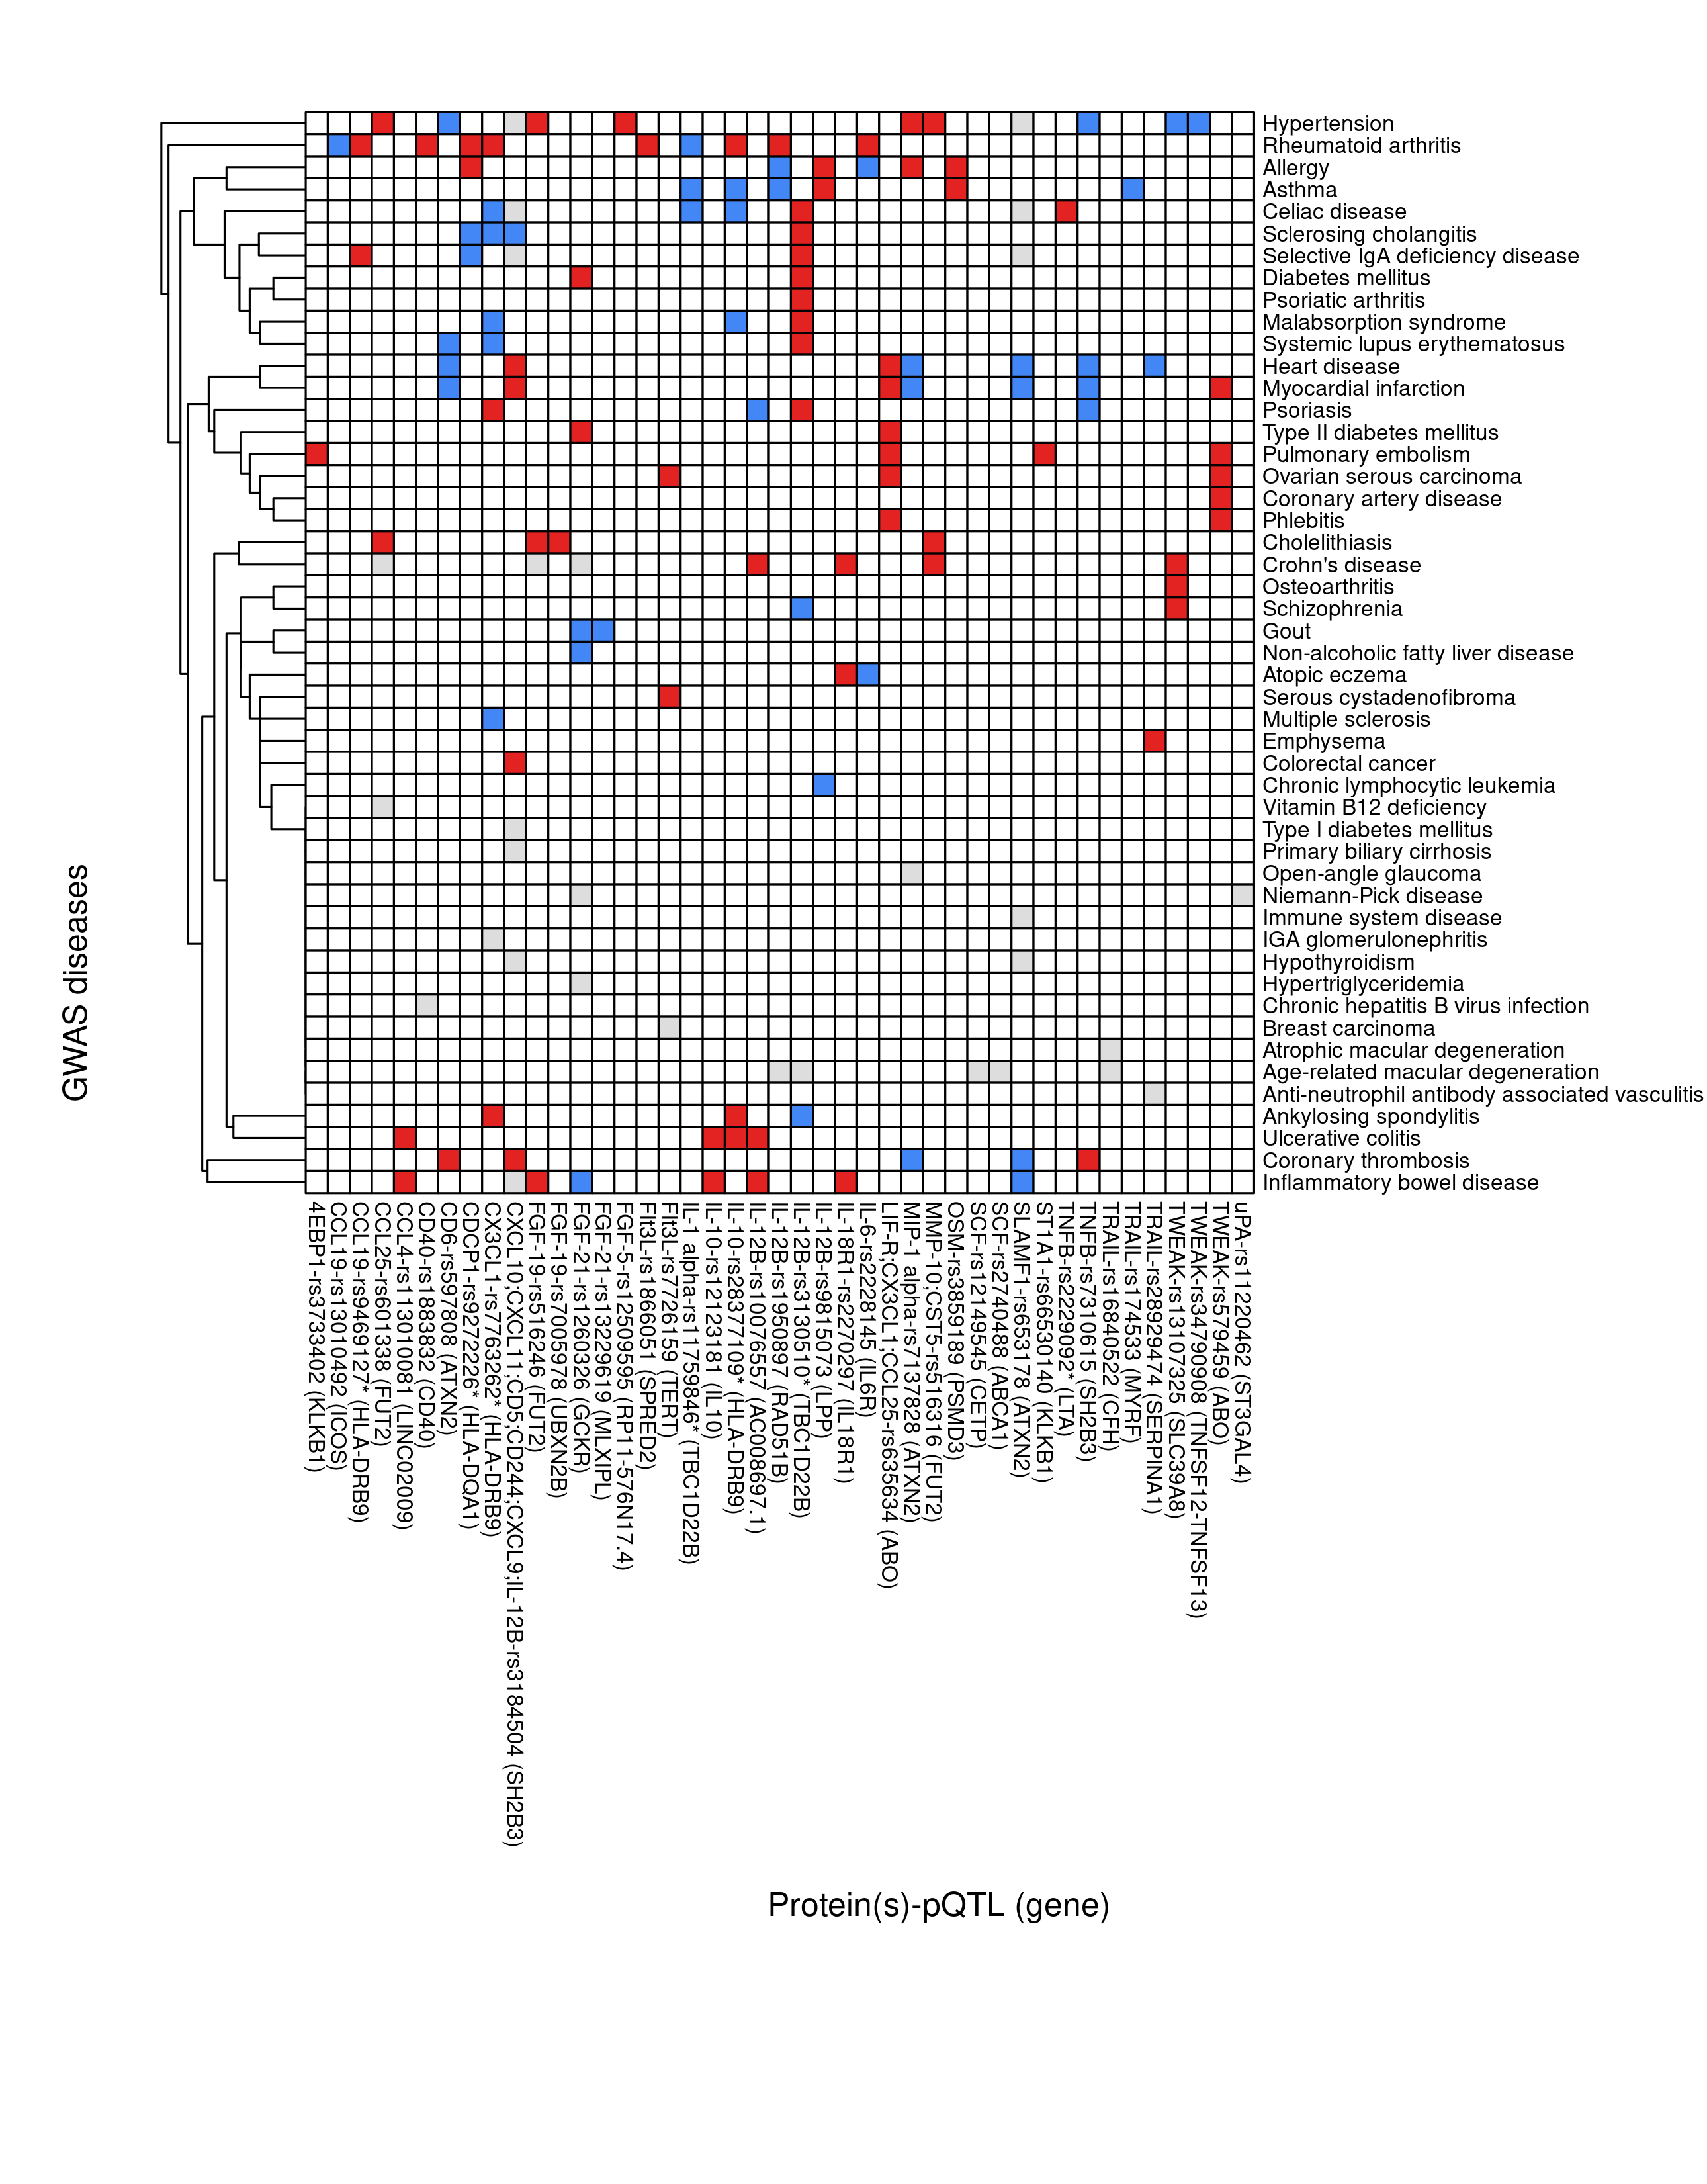 Hypertension
Rheumatoid arthritis
Allergy
Asthma
Celiac disease
Sclerosing cholangitis
Selective IgA deficiency disease
Diabetes mellitus
Psoriatic arthritis
Malabsorption syndrome
Systemic lupus erythematosus
Heart disease
Myocardial infarction
Psoriasis
Type II diabetes mellitus
Pulmonary embolism
Ovarian serous carcinoma
Coronary artery disease
Phlebitis
Cholelithiasis
Crohn's disease
Osteoarthritis
Schizophrenia
Gout
Non-alcoholic fatty liver disease
Atopic eczema
Serous cystadenofibroma
Multiple sclerosis
Emphysema
Colorectal cancer
Chronic lymphocytic leukemia
Vitamin B12 deficiency
Type I diabetes mellitus
Primary biliary cirrhosis
Open-angle glaucoma
Niemann-Pick disease
Immune system disease
IGA glomerulonephritis
Hypothyroidism
Hypertriglyceridemia
Chronic hepatitis B virus infection
Breast carcinoma
Atrophic macular degeneration
Age-related macular degeneration
Anti-neutrophil antibody associated vasculitis
Ankylosing spondylitis
Ulcerative colitis
Coronary thrombosis
Inflammatory bowel disease
GWAS diseases
4EBP1-rs3733402 (KLKB1)
CCL19-rs13010492 (ICOS)
CCL19-rs9469127* (HLA-DRB9)
CCL25-rs601338 (FUT2)
CCL4-rs113010081 (LINC02009)
CD40-rs1883832 (CD40)
CD6-rs597808 (ATXN2)
CDCP1-rs9272226* (HLA-DQA1)
CX3CL1-rs7763262* (HLA-DRB9)
CXCL10;CXCL11;CD5;CD244;CXCL9;IL-12B-rs3184504 (SH2B3)
FGF-19-rs516246 (FUT2)
FGF-19-rs7005978 (UBXN2B)
FGF-21-rs1260326 (GCKR)
FGF-21-rs13229619 (MLXIPL)
FGF-5-rs12509595 (RP11-576N17.4)
Flt3L-rs1866051 (SPRED2)
Flt3L-rs7726159 (TERT)
IL-1 alpha-rs11759846* (TBC1D22B)
IL-10-rs12123181 (IL10)
IL-10-rs28377109* (HLA-DRB9)
IL-12B-rs10076557 (AC008697.1)
IL-12B-rs1950897 (RAD51B)
IL-12B-rs3130510* (TBC1D22B)
IL-12B-rs9815073 (LPP)
IL-18R1-rs2270297 (IL18R1)
IL-6-rs2228145 (IL6R)
LIF-R;CX3CL1;CCL25-rs635634 (ABO)
MIP-1 alpha-rs7137828 (ATXN2)
MMP-10;CST5-rs516316 (FUT2)
OSM-rs3859189 (PSMD3)
SCF-rs12149545 (CETP)
SCF-rs2740488 (ABCA1)
SLAMF1-rs653178 (ATXN2)
ST1A1-rs66530140 (KLKB1)
TNFB-rs2229092* (LTA)
TNFB-rs7310615 (SH2B3)
TRAIL-rs16840522 (CFH)
TRAIL-rs174533 (MYRF)
TRAIL-rs28929474 (SERPINA1)
TWEAK-rs13107325 (SLC39A8)
TWEAK-rs34790908 (TNFSF12-TNFSF13)
TWEAK-rs579459 (ABO)
uPA-rs11220462 (ST3GAL4)
Protein(s)-pQTL (gene)